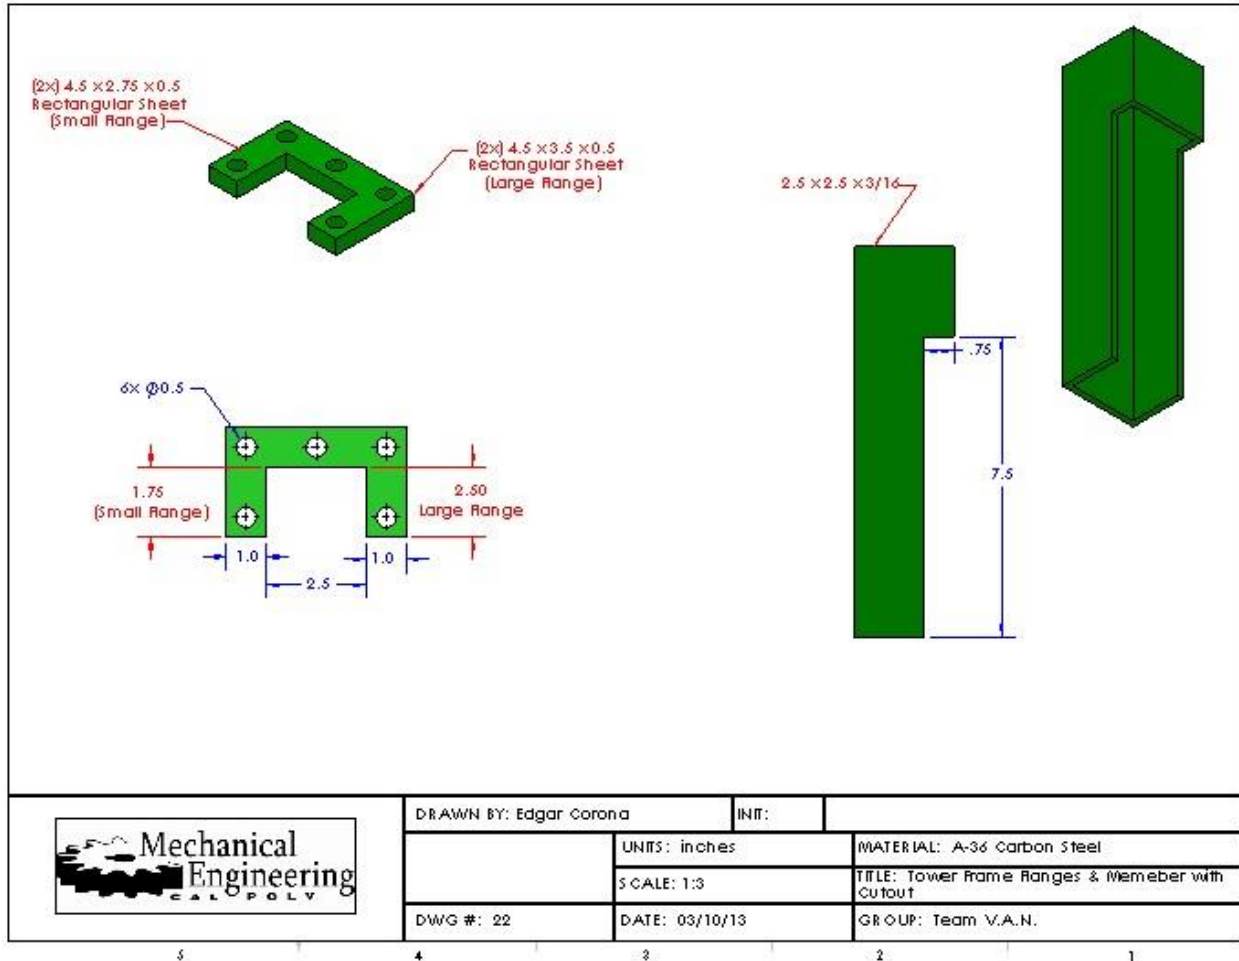 (2x) 4.5 x 2.75 x 0.5
Rectangular Sheet
(Small Flange)
(2x) 4.5 x 3.5 x 0.5
Rectangular Sheet
(Large Flange)
2.5 x 2.5 x 3/16
.75
7.5
6x Ø0.5
1.75
(Small Flange)
2.50
Large Flange
1.0
1.0
2.5
Mechanical
Engineering
CAL POLY
DRAWN BY: Edgar Corona
INIT:
UNITS: inches
MATERIAL: A-36 Carbon Steel
SCALE: 1:3
TITLE: Tower Frame Flanges & Memeber with
Cutout
DWG #: 22
DATE: 03/10/13
GROUP: Team V.A.N.
5 4 3 2 1